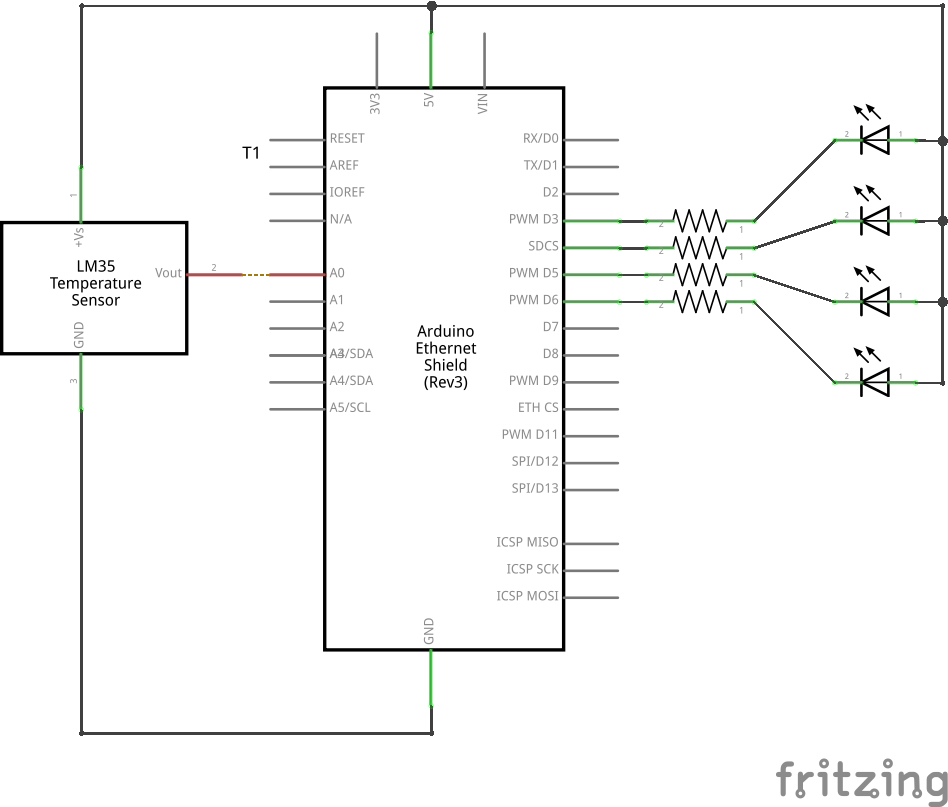 3V3
5V
VIN
T1
RESET
AREF
IOREF
N/A
A0
A1
A2
A4/SDA
A5/SCL
RX/D0
TX/D1
D2
PWM D3
SDCS
PWM D5
PWM D6
D7
D8
PWM D9
ETH CS
PWM D11
SPI/D12
SPI/D13
ICSP MISO
ICSP SCK
ICSP MOSI
GND
Arduino
Ethernet
Shield
(Rev3)
1
+Vs
LM35
Temperature
Sensor
Vout
2
GND
3
2
1
2
1
2
1
2
1
2
1
2
1
2
1
2
1
fritzing